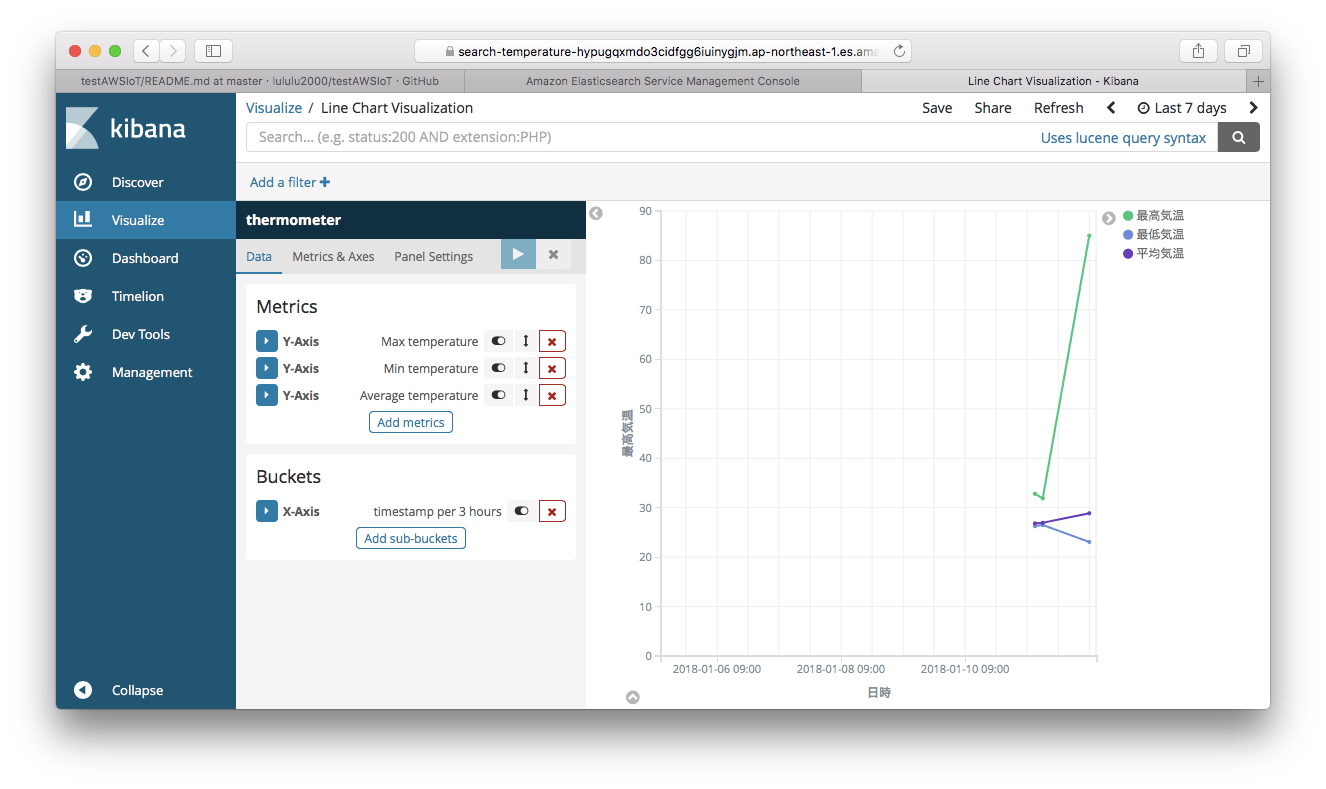 search-temperature-hypugqxmdo3cidfgg6iuinygjm.ap-northeast-1.es.ama
testAWSIoT/README.md at master · lululu2000/testAWSIoT · GitHub
Amazon Elasticsearch Service Management Console
Line Chart Visualization - Kibana
kibana
Discover
Visualize
Dashboard
Timelion
Dev Tools
Management
Collapse
Visualize / Line Chart Visualization
Save
Share
Refresh
Last 7 days
Search... (e.g. status:200 AND extension:PHP)
Uses lucene query syntax
Add a filter
thermometer
Data
Metrics & Axes
Panel Settings
Metrics
Y-Axis Max temperature
Y-Axis Min temperature
Y-Axis Average temperature
Add metrics
Buckets
X-Axis timestamp per 3 hours
Add sub-buckets
最高気温
90
80
70
60
50
40
30
20
10
0
2018-01-06 09:00
2018-01-08 09:00
2018-01-10 09:00
日時
最高気温
最低気温
平均気温